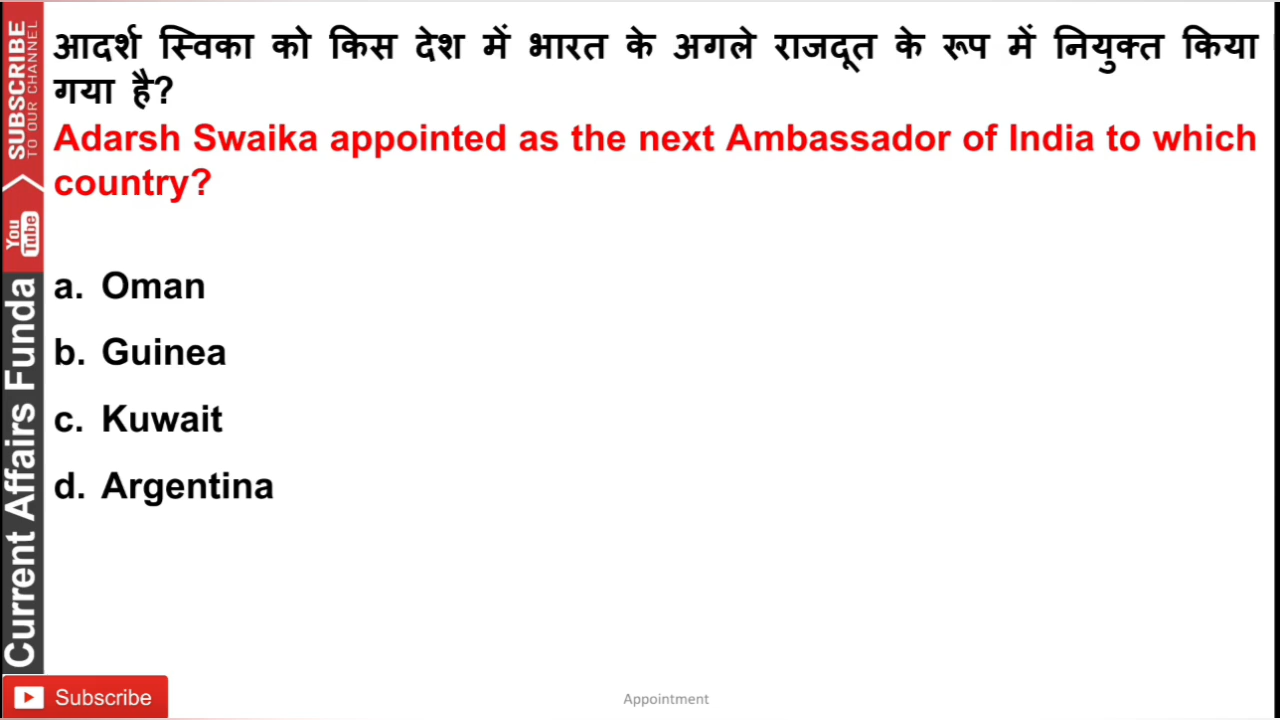 आदर्श स्विका को किस देश में भारत के अगले राजदूत के रूप में नियुक्त किया
गया है?
Adarsh Swaika appointed as the next Ambassador of India to which
country?
a. Oman
b. Guinea
c. Kuwait
d. Argentina
SUBSCRIBE
TO OUR CHANNEL
You
Tube
Current Affairs Funda
Subscribe
Appointment